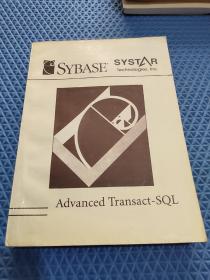 SYBASE
SYSTAR
Technologies, Inc.
Advanced Transact-SQL